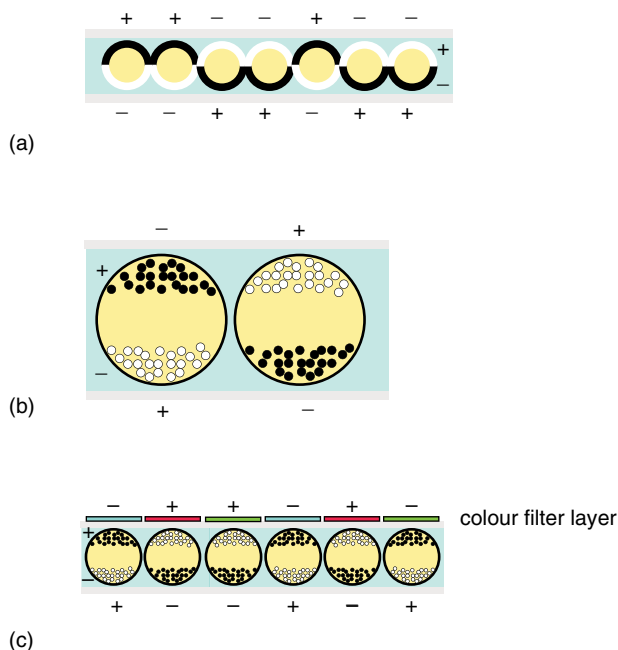 + + − − + − −
+
−
− − + + − + +
(a)
− +
+
−
+ −
(b)
− + + − + −
colour filter layer
+
−
+ − − + − +
(c)